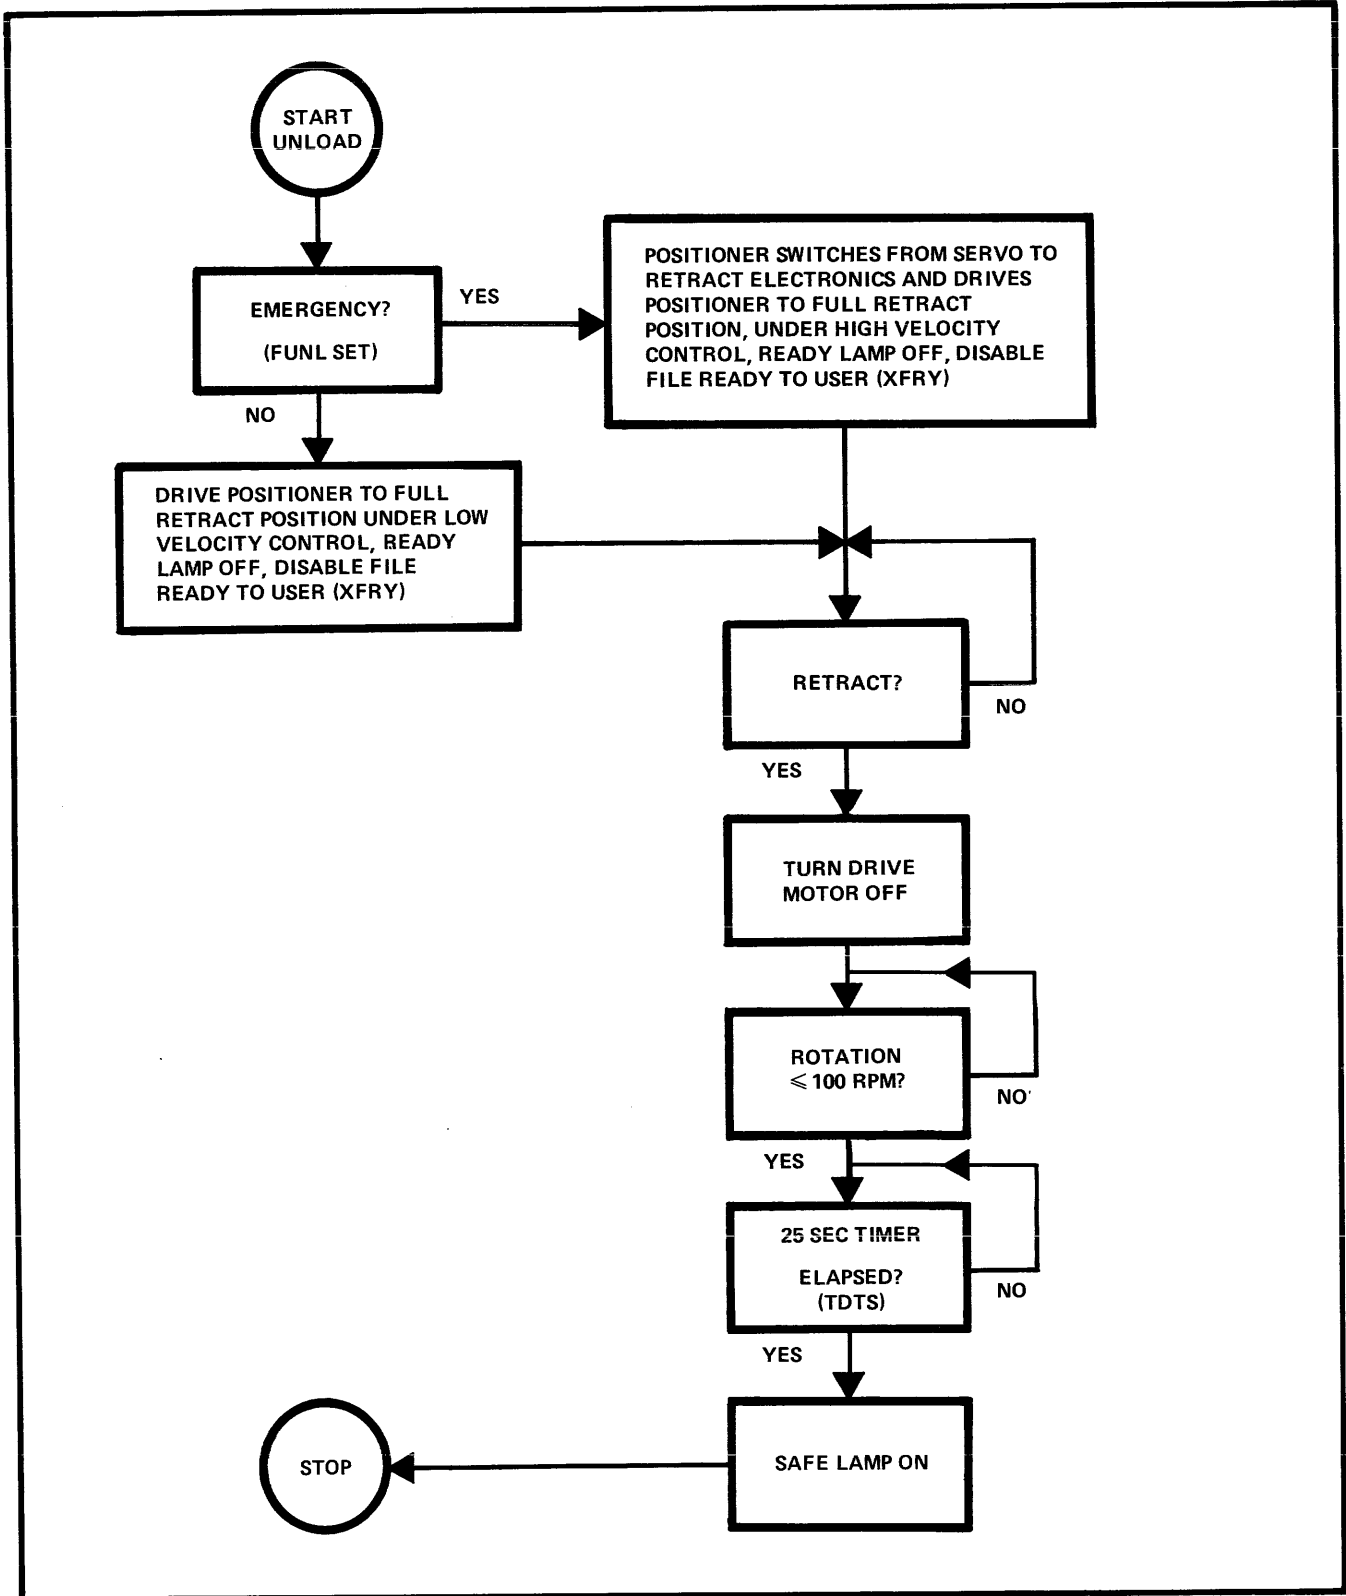 START
UNLOAD
EMERGENCY?
(FUNL SET)
YES
POSITIONER SWITCHES FROM SERVO TO
RETRACT ELECTRONICS AND DRIVES
POSITIONER TO FULL RETRACT
POSITION, UNDER HIGH VELOCITY
CONTROL, READY LAMP OFF, DISABLE
FILE READY TO USER (XFRY)
NO
DRIVE POSITIONER TO FULL
RETRACT POSITION UNDER LOW
VELOCITY CONTROL, READY
LAMP OFF, DISABLE FILE
READY TO USER (XFRY)
RETRACT?
NO
YES
TURN DRIVE
MOTOR OFF
ROTATION
⩽ 100 RPM?
NO
YES
25 SEC TIMER
ELAPSED?
(TDTS)
NO
YES
SAFE LAMP ON
STOP